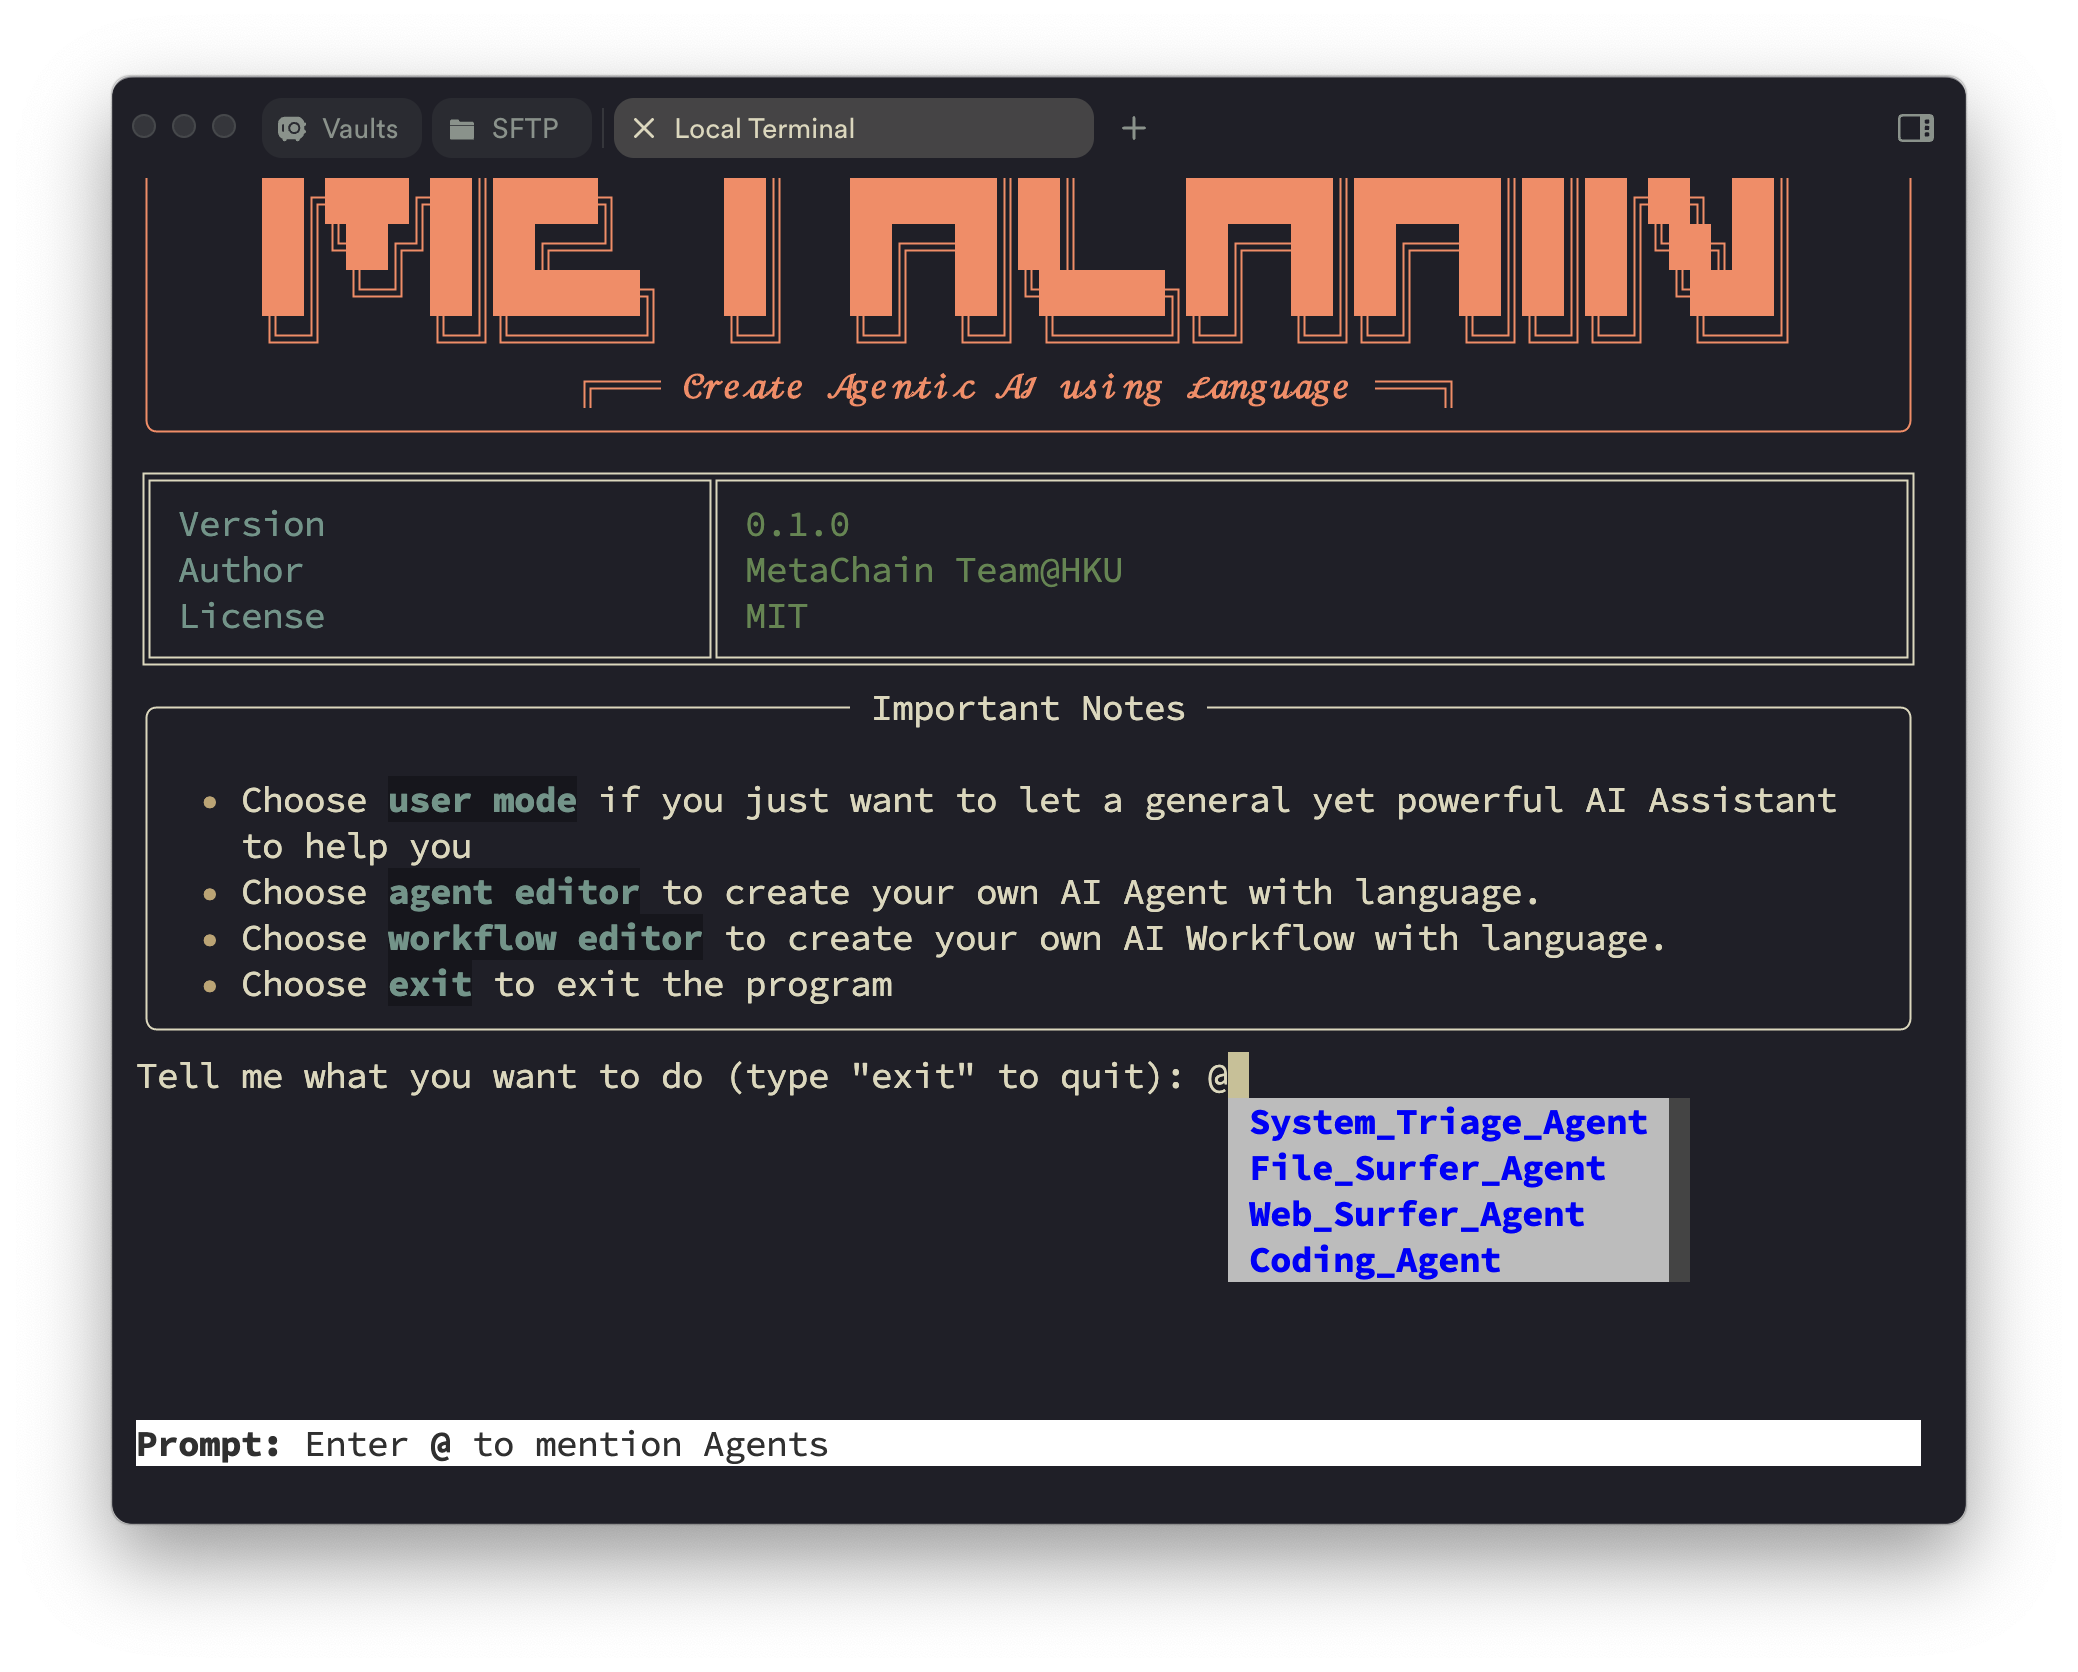 Vaults
SFTP
Local Terminal
Create Agentic AI using Language
Version 0.1.0
Author MetaChain Team@HKU
License MIT
Important Notes
• Choose user mode if you just want to let a general yet powerful AI Assistant
to help you
• Choose agent editor to create your own AI Agent with language.
• Choose workflow editor to create your own AI Workflow with language.
• Choose exit to exit the program
Tell me what you want to do (type "exit" to quit): @
System_Triage_Agent
File_Surfer_Agent
Web_Surfer_Agent
Coding_Agent
Prompt: Enter @ to mention Agents